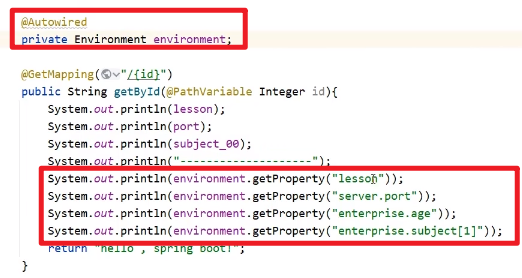 @Autowired
private Environment environment;
@GetMapping("/{id}")
public String getById(@PathVariable Integer id){
System.out.println(lesson);
System.out.println(port);
System.out.println(subject_00);
System.out.println("--------------------");
System.out.println(environment.getProperty("lesson"));
System.out.println(environment.getProperty("server.port"));
System.out.println(environment.getProperty("enterprise.age"));
System.out.println(environment.getProperty("enterprise.subject[1]"));
return "hello , spring boot!";
}